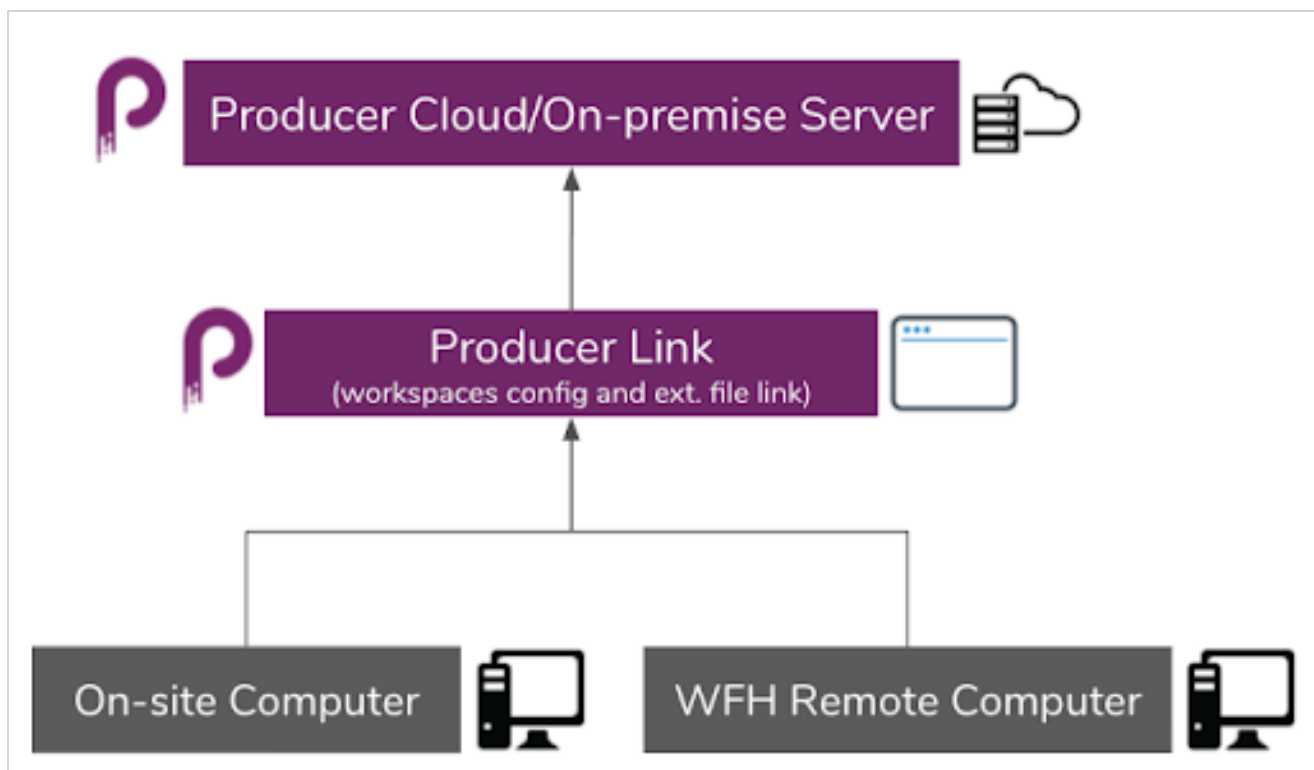 Producer Cloud/On-premise Server
Producer Link
(workspaces config and ext. file link)
On-site Computer
WFH Remote Computer